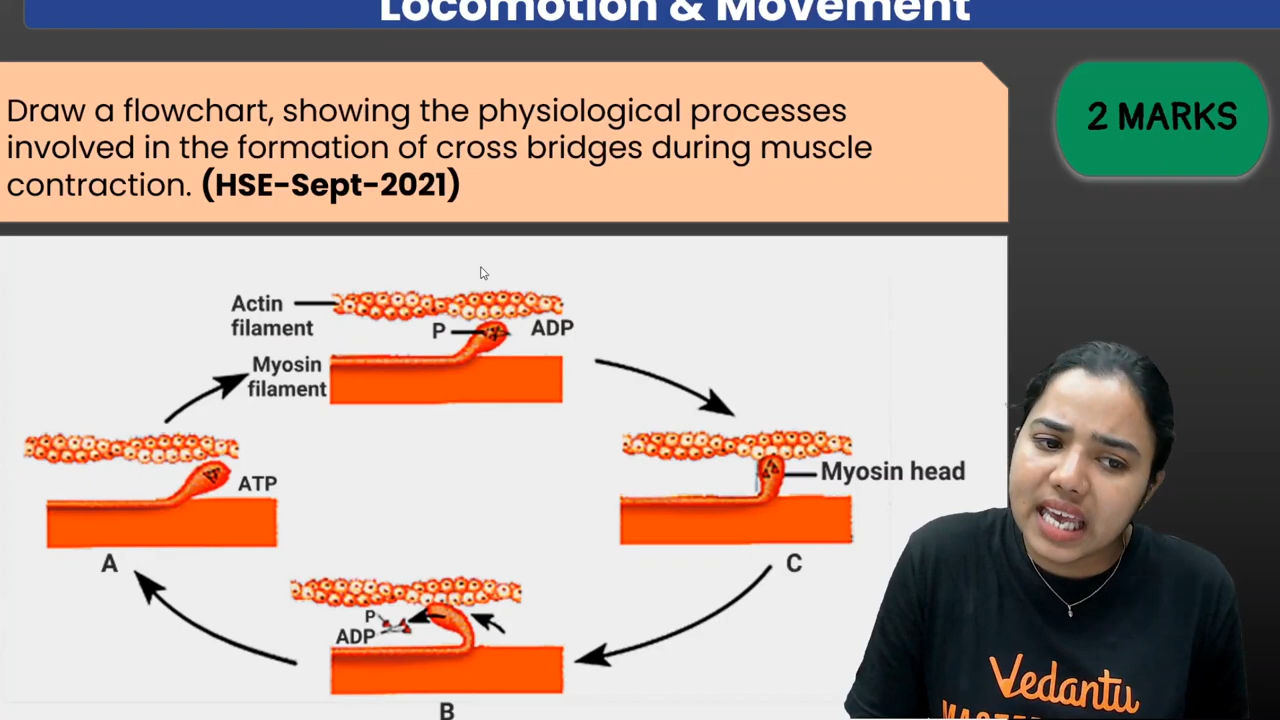 Locomotion & Movement
Draw a flowchart, showing the physiological processes
involved in the formation of cross bridges during muscle
contraction. (HSE-Sept-2021)
2 MARKS
Actin
filament
P
ADP
Myosin
filament
ATP
A
Myosin head
C
P
ADP
B
Vedantu